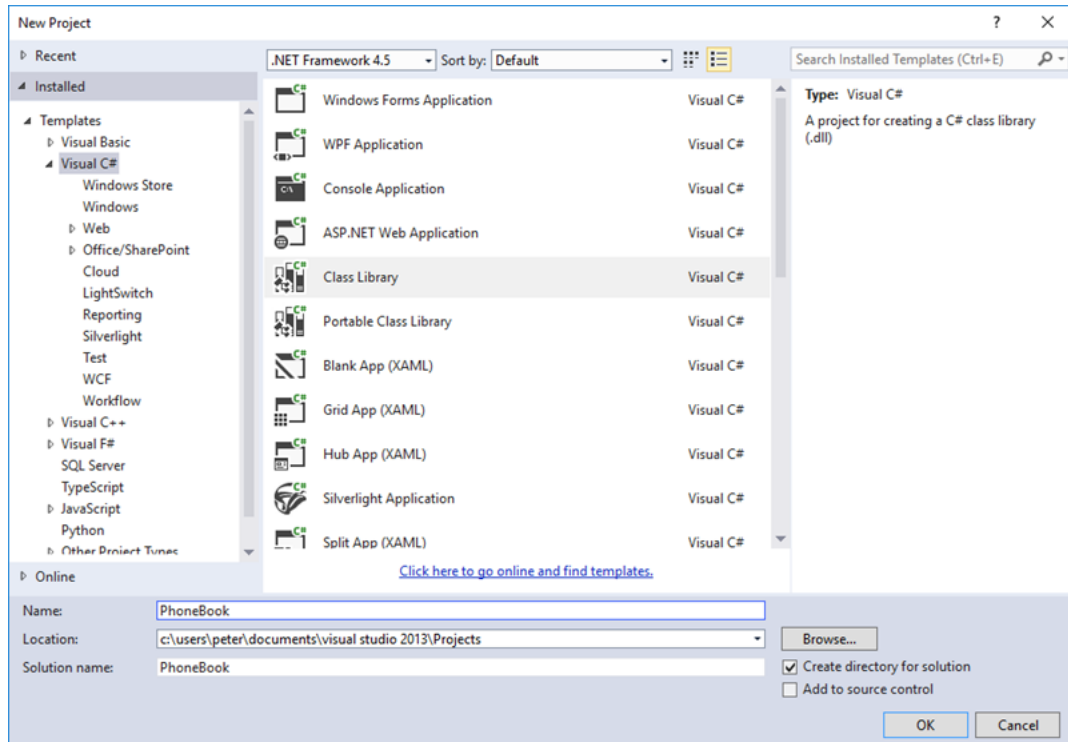 New Project
?
Recent
.NET Framework 4.5
Sort by: Default
Search Installed Templates (Ctrl+E)
Installed
Templates
Visual Basic
Visual C#
Windows Store
Windows
Web
Office/SharePoint
Cloud
LightSwitch
Reporting
Silverlight
Test
WCF
Workflow
Visual C++
Visual F#
SQL Server
TypeScript
JavaScript
Python
Other Project Types
Online
Windows Forms Application Visual C#
WPF Application Visual C#
Console Application Visual C#
ASP.NET Web Application Visual C#
Class Library Visual C#
Portable Class Library Visual C#
Blank App (XAML) Visual C#
Grid App (XAML) Visual C#
Hub App (XAML) Visual C#
Silverlight Application Visual C#
Split App (XAML) Visual C#
Click here to go online and find templates.
Type: Visual C#
A project for creating a C# class library
(.dll)
Name: PhoneBook
Location: c:\users\peter\documents\visual studio 2013\Projects
Browse...
Solution name: PhoneBook
Create directory for solution
Add to source control
OK
Cancel